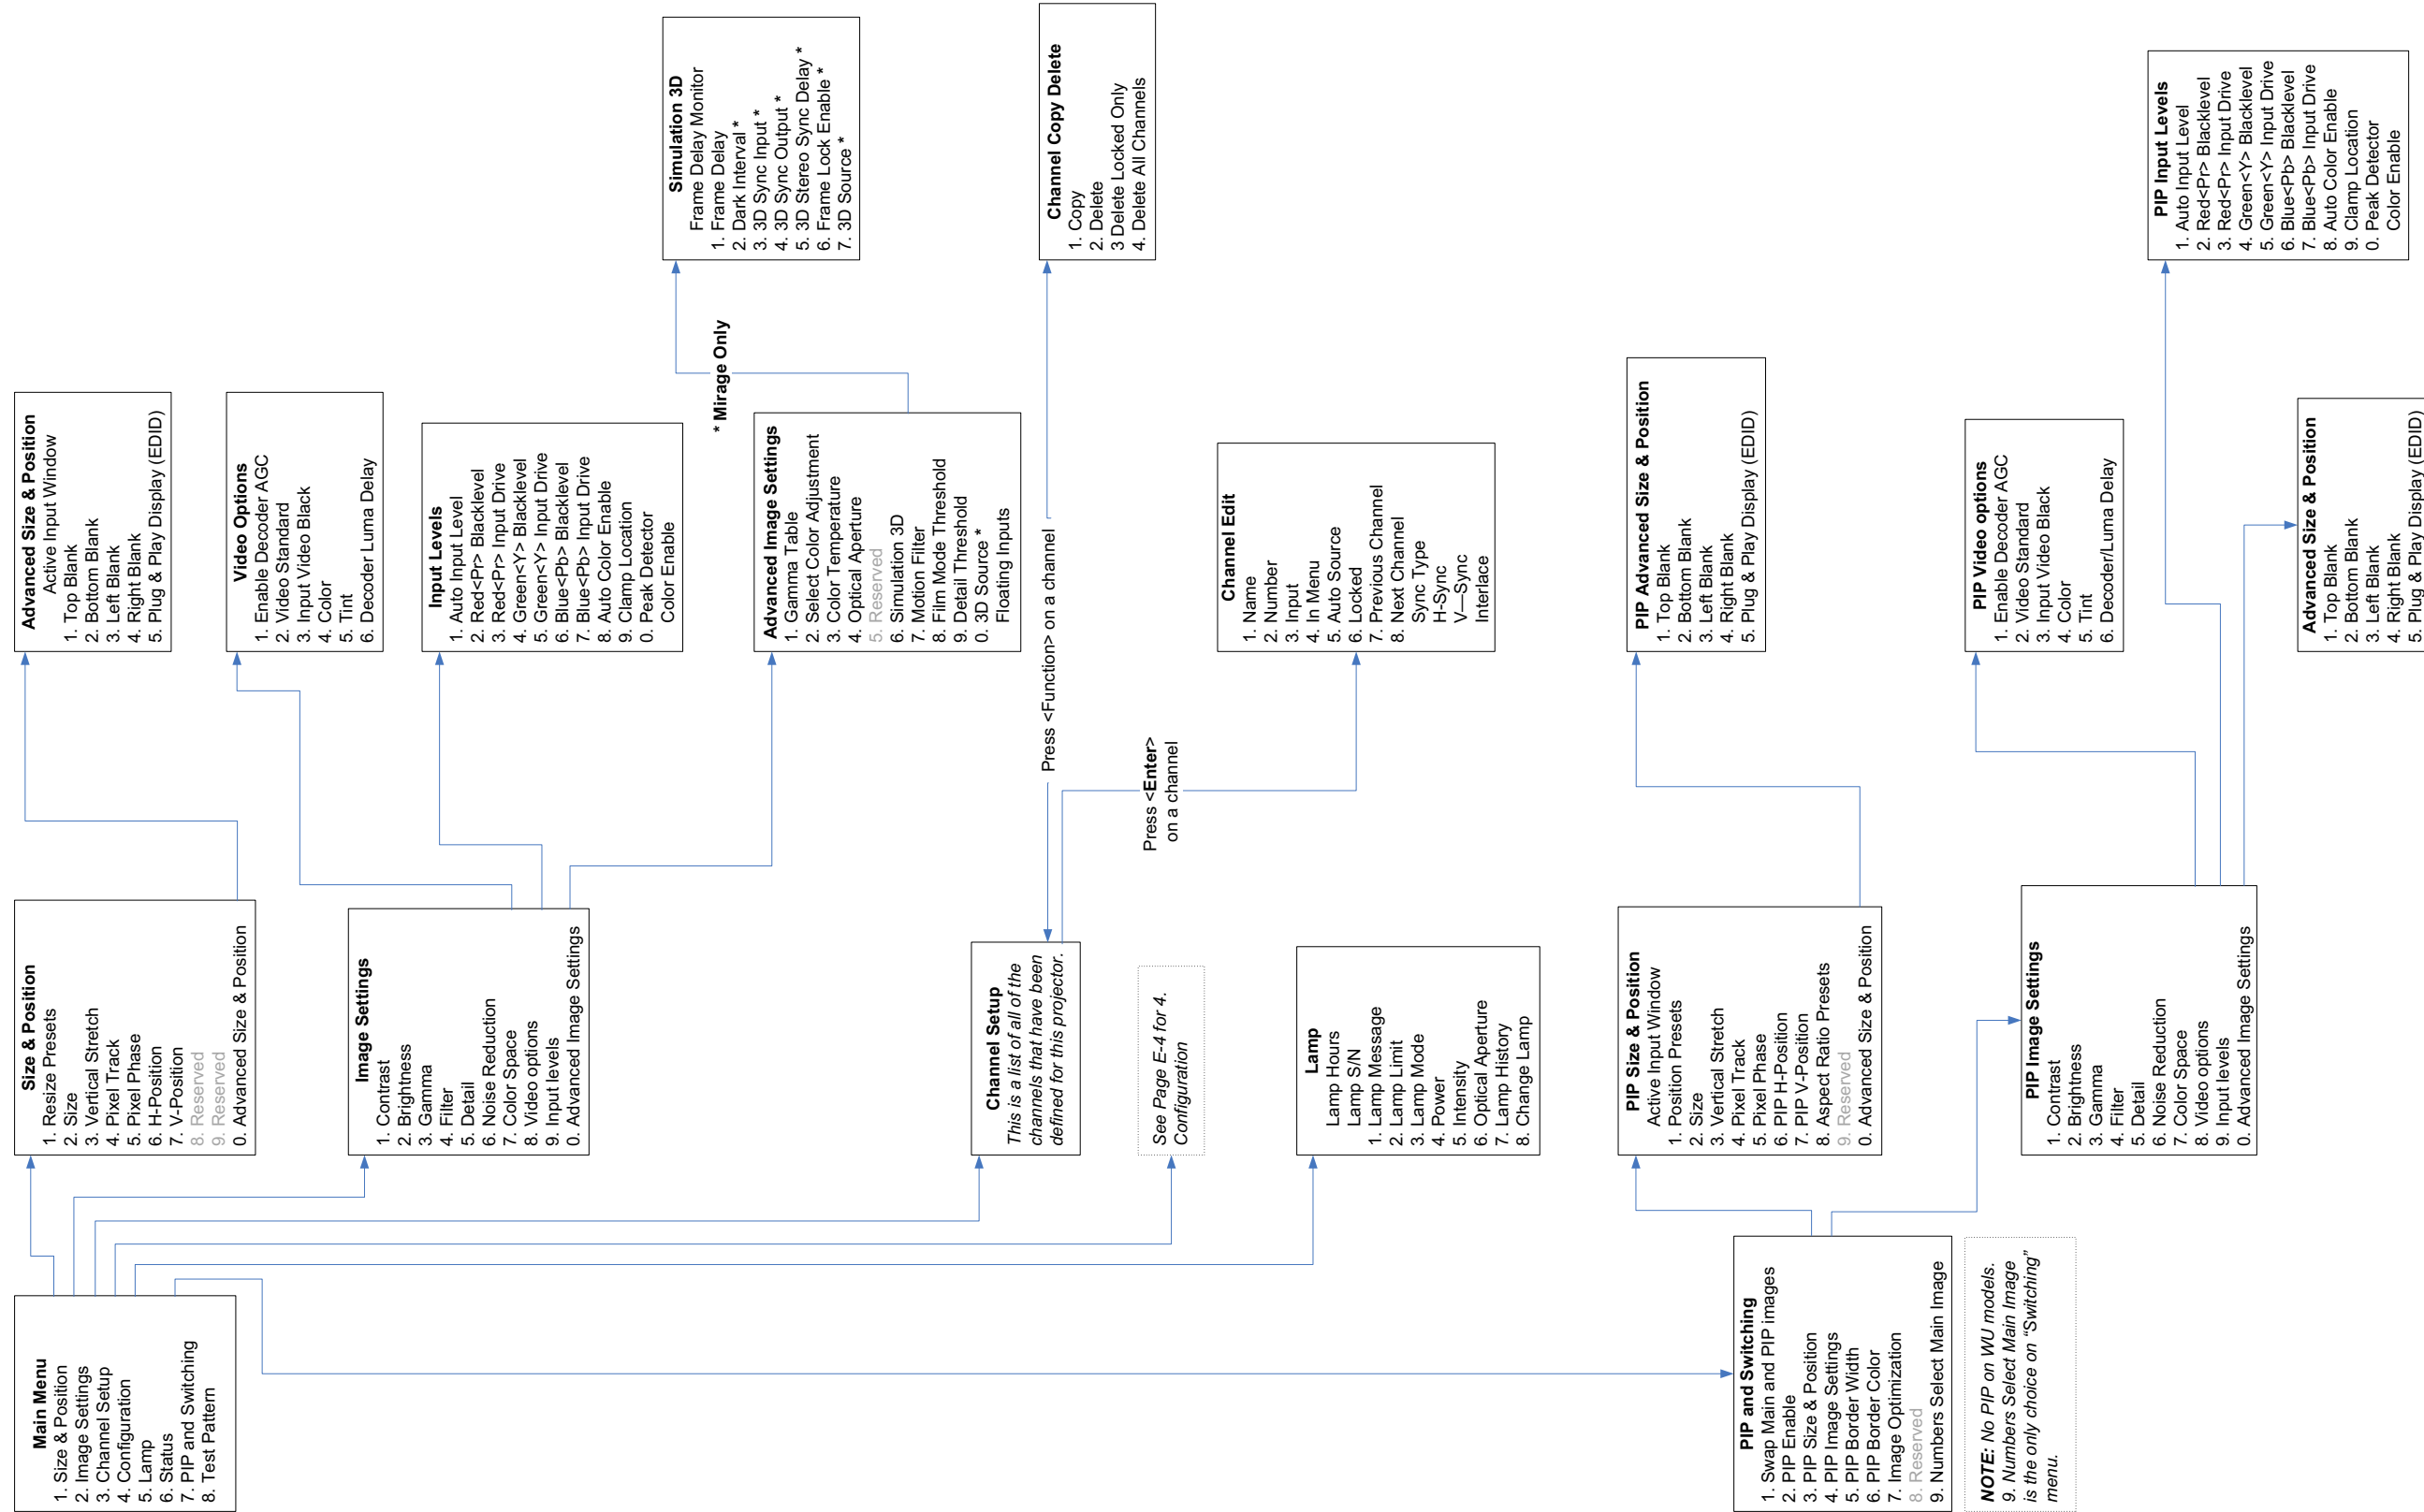 Main Menu
1. Size & Position
2. Image Settings
3. Channel Setup
4. Configuration
5. Lamp
6. Status
7. PIP and Switching
8. Test Pattern
Size & Position
1. Resize Presets
2. Size
3. Vertical Stretch
4. Pixel Track
5. Pixel Phase
6. H-Position
7. V-Position
8. Reserved
9. Reserved
0. Advanced Size & Position
Advanced Size & Position
Active Input Window
1. Top Blank
2. Bottom Blank
3. Left Blank
4. Right Blank
5. Plug & Play Display (EDID)
Image Settings
1. Contrast
2. Brightness
3. Gamma
4. Filter
5. Detail
6. Noise Reduction
7. Color Space
8. Video options
9. Input levels
0. Advanced Image Settings
Video Options
1. Enable Decoder AGC
2. Video Standard
3. Input Video Black
4. Color
5. Tint
6. Decoder Luma Delay
Input Levels
1. Auto Input Level
2. Red<Pr> Blacklevel
3. Red<Pr> Input Drive
4. Green<Y> Blacklevel
5. Green<Y> Input Drive
6. Blue<Pb> Blacklevel
7. Blue<Pb> Input Drive
8. Auto Color Enable
9. Clamp Location
0. Peak Detector
Color Enable
Advanced Image Settings
1. Gamma Table
2. Select Color Adjustment
3. Color Temperature
4. Optical Aperture
5. Reserved
6. Simulation 3D
7. Motion Filter
8. Film Mode Threshold
9. Detail Threshold
0. 3D Source *
Floating Inputs
* Mirage Only
Simulation 3D
Frame Delay Monitor
1. Frame Delay
2. Dark Interval *
3. 3D Sync Input *
4. 3D Sync Output *
5. 3D Stereo Sync Delay *
6. Frame Lock Enable *
7. 3D Source *
Channel Setup
This is a list of all of the
channels that have been
defined for this projector.
Press <Function> on a channel
Channel Copy Delete
1. Copy
2. Delete
3 Delete Locked Only
4. Delete All Channels
Press <Enter>
on a channel
Channel Edit
1. Name
2. Number
3. Input
4. In Menu
5. Auto Source
6. Locked
7. Previous Channel
8. Next Channel
Sync Type
H-Sync
V—Sync
Interlace
See Page E-4 for 4.
Configuration
Lamp
Lamp Hours
Lamp S/N
1. Lamp Message
2. Lamp Limit
3. Lamp Mode
4. Power
5. Intensity
6. Optical Aperture
7. Lamp History
8. Change Lamp
PIP and Switching
1. Swap Main and PIP images
2. PIP Enable
3. PIP Size & Position
4. PIP Image Settings
5. PIP Border Width
6. PIP Border Color
7. Image Optimization
8. Reserved
9. Numbers Select Main Image
NOTE: No PIP on WU models.
9. Numbers Select Main Image
is the only choice on “Switching”
menu.
PIP Size & Position
Active Input Window
1. Position Presets
2. Size
3. Vertical Stretch
4. Pixel Track
5. Pixel Phase
6. PIP H-Position
7. PIP V-Position
8. Aspect Ratio Presets
9. Reserved
0. Advanced Size & Position
PIP Advanced Size & Position
1. Top Blank
2. Bottom Blank
3. Left Blank
4. Right Blank
5. Plug & Play Display (EDID)
PIP Image Settings
1. Contrast
2. Brightness
3. Gamma
4. Filter
5. Detail
6. Noise Reduction
7. Color Space
8. Video options
9. Input levels
0. Advanced Image Settings
PIP Video options
1. Enable Decoder AGC
2. Video Standard
3. Input Video Black
4. Color
5. Tint
6. Decoder/Luma Delay
PIP Input Levels
1. Auto Input Level
2. Red<Pr> Blacklevel
3. Red<Pr> Input Drive
4. Green<Y> Blacklevel
5. Green<Y> Input Drive
6. Blue<Pb> Blacklevel
7. Blue<Pb> Input Drive
8. Auto Color Enable
9. Clamp Location
0. Peak Detector
Color Enable
Advanced Size & Position
1. Top Blank
2. Bottom Blank
3. Left Blank
4. Right Blank
5. Plug & Play Display (EDID)